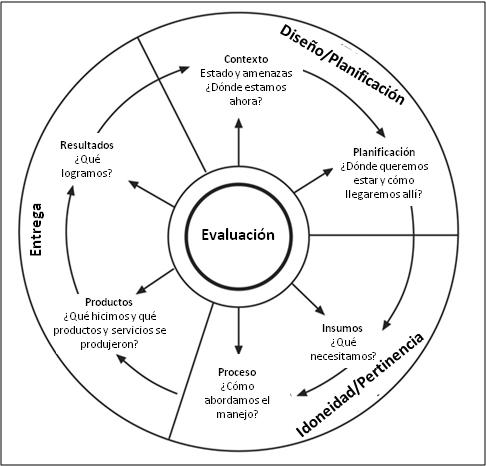 Diseño/Planificación
Contexto
Estado y amenazas
¿Dónde estamos
ahora?
Planificación
¿Dónde queremos
estar y cómo
llegaremos allí?
Idoneidad/Pertinencia
Insumos
¿Qué
necesitamos?
Proceso
¿Cómo
abordamos el
manejo?
Entrega
Productos
¿Qué hicimos y qué
productos y servicios se
produjeron?
Resultados
¿Qué
logramos?
Evaluación